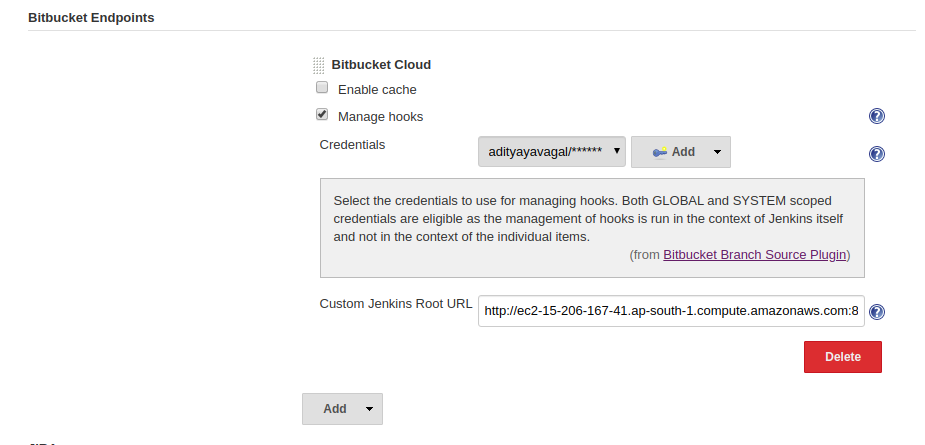 Bitbucket Endpoints
Bitbucket Cloud
Enable cache
Manage hooks
Credentials
adityayavagal/******
Add
Select the credentials to use for managing hooks. Both GLOBAL and SYSTEM scoped
credentials are eligible as the management of hooks is run in the context of Jenkins itself
and not in the context of the individual items.
(from Bitbucket Branch Source Plugin)
Custom Jenkins Root URL
http://ec2-15-206-167-41.ap-south-1.compute.amazonaws.com:8
Delete
Add